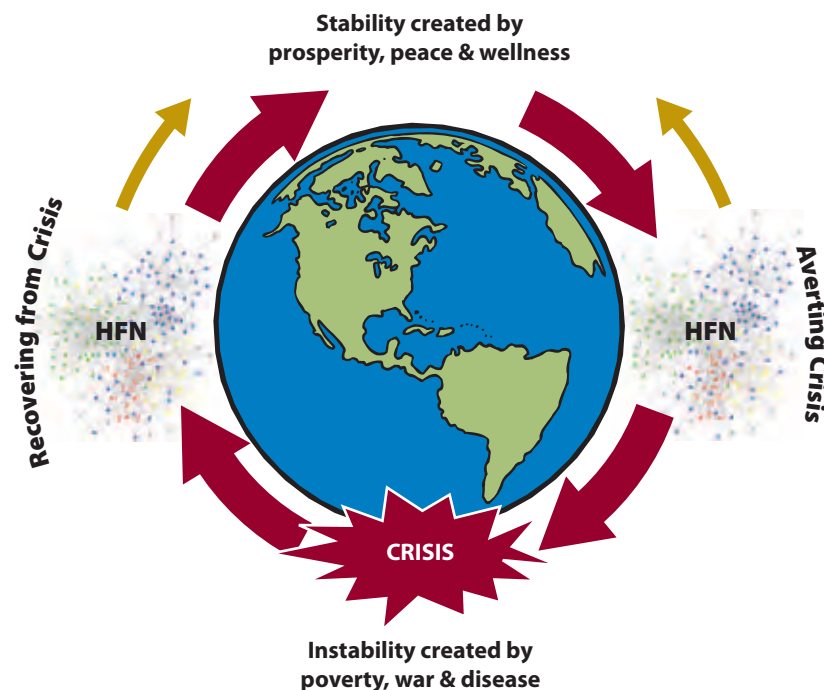 Stability created by
prosperity, peace & wellness
Recovering from Crisis
HFN
HFN
Averting Crisis
CRISIS
Instability created by
poverty, war & disease